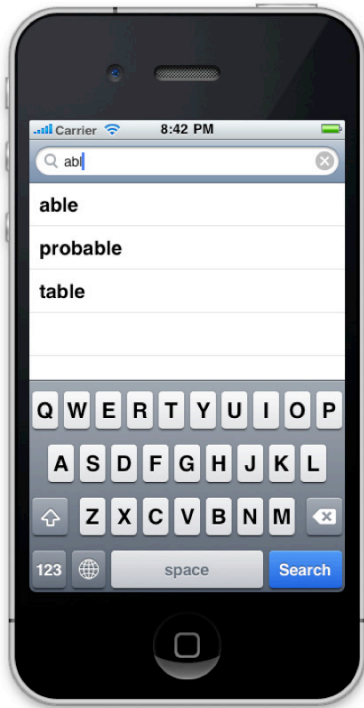 Carrier 8:42 PM
abl
able
probable
table
Q W E R T Y U I O P
A S D F G H J K L
Z X C V B N M
123 space Search